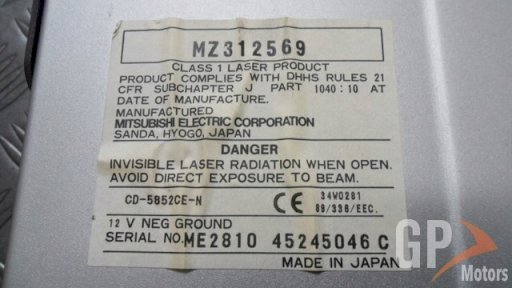 MZ312569
CLASS 1 LASER PRODUCT
PRODUCT COMPLIES WITH DHHS RULES 21
CFR SUBCHAPTER J PART 1040:10 AT
DATE OF MANUFACTURE.
MANUFACTURED
MITSUBISHI ELECTRIC CORPORATION
SANDA, HYOGO, JAPAN
DANGER
INVISIBLE LASER RADIATION WHEN OPEN.
AVOID DIRECT EXPOSURE TO BEAM.
CD-5852CE-N CE 34W0281
89/336/EEC.
12 V NEG GROUND
SERIAL NO. ME2810 45245046 C
MADE IN JAPAN
GP
Motors